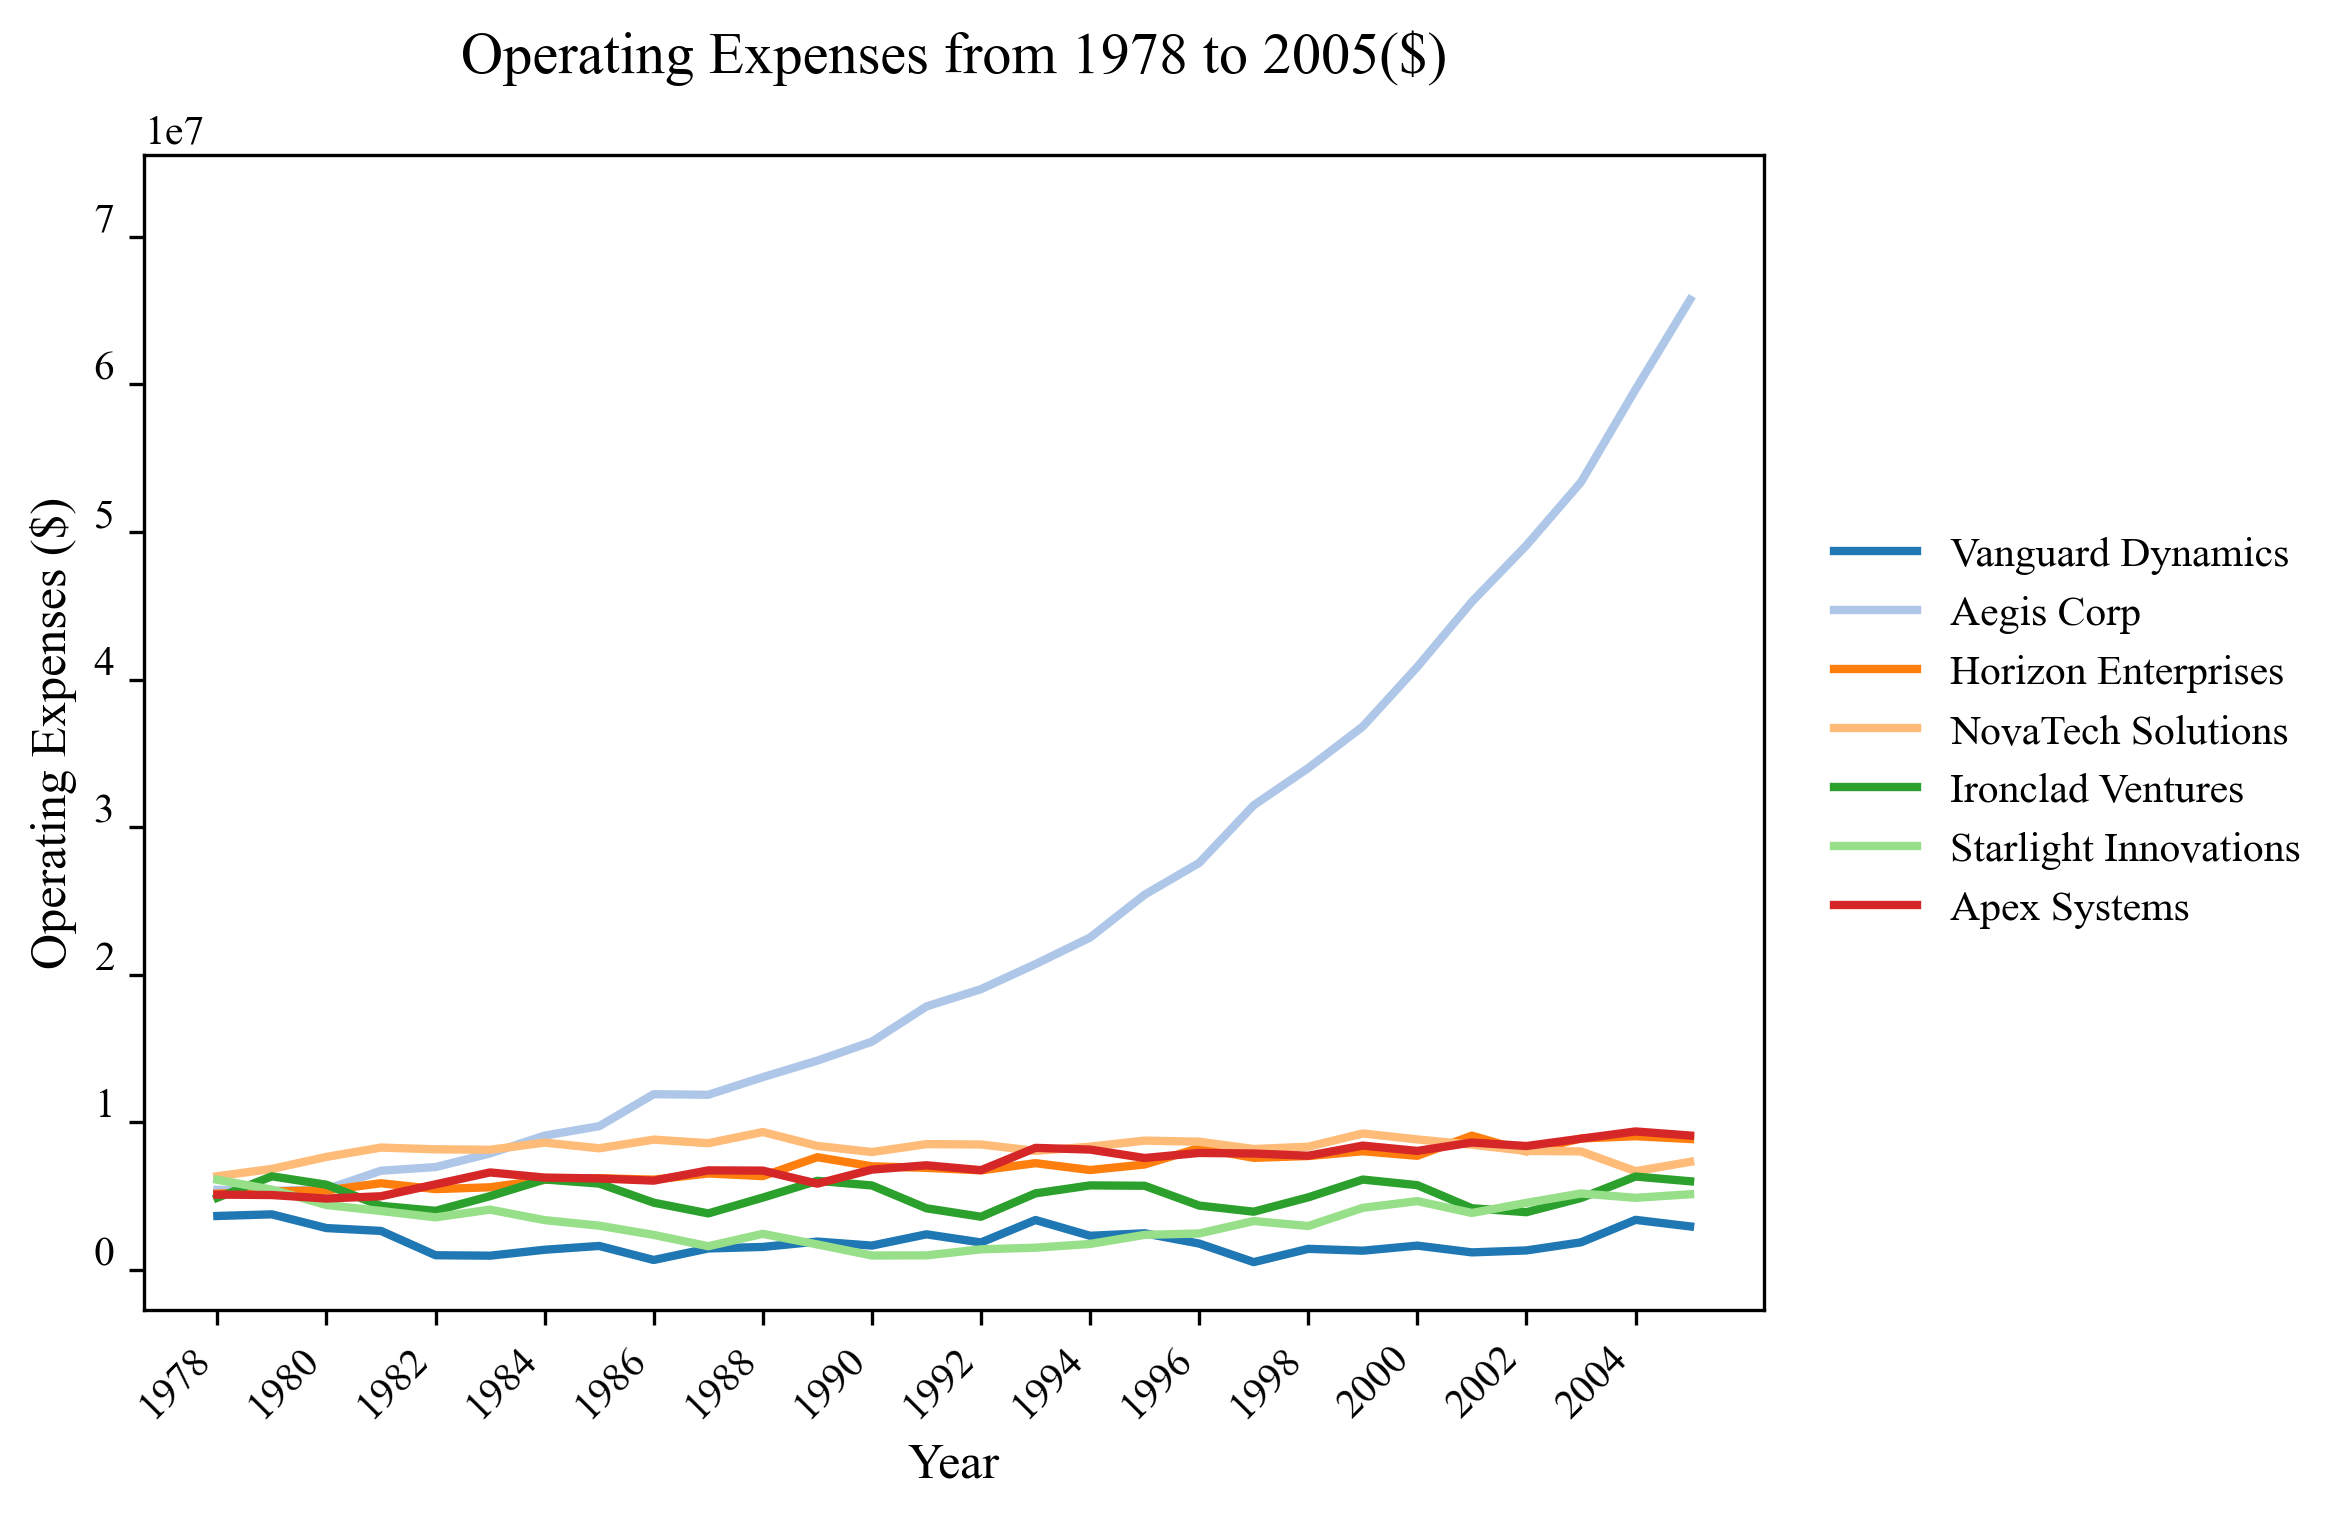 Operating Expenses from 1978 to 2005($)
1e7
7
6
5
4
3
2
1
0
Operating Expenses ($)
1978
1980
1982
1984
1986
1988
1990
1992
1994
1996
1998
2000
2002
2004
Year
Vanguard Dynamics
Aegis Corp
Horizon Enterprises
NovaTech Solutions
Ironclad Ventures
Starlight Innovations
Apex Systems